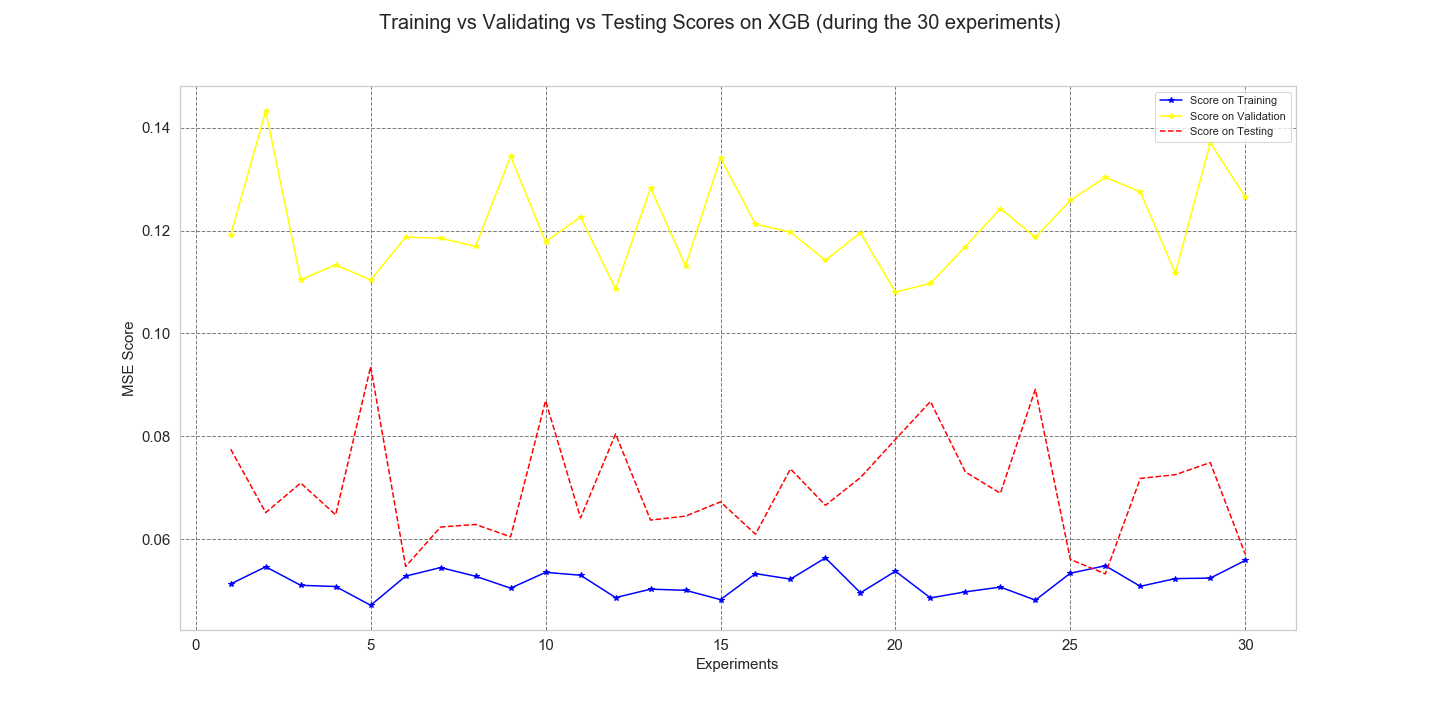 Training vs Validating vs Testing Scores on XGB (during the 30 experiments)
Score on Training
Score on Validation
Score on Testing
0.14
0.12
0.10
0.08
0.06
MSE Score
0 5 10 15 20 25 30
Experiments